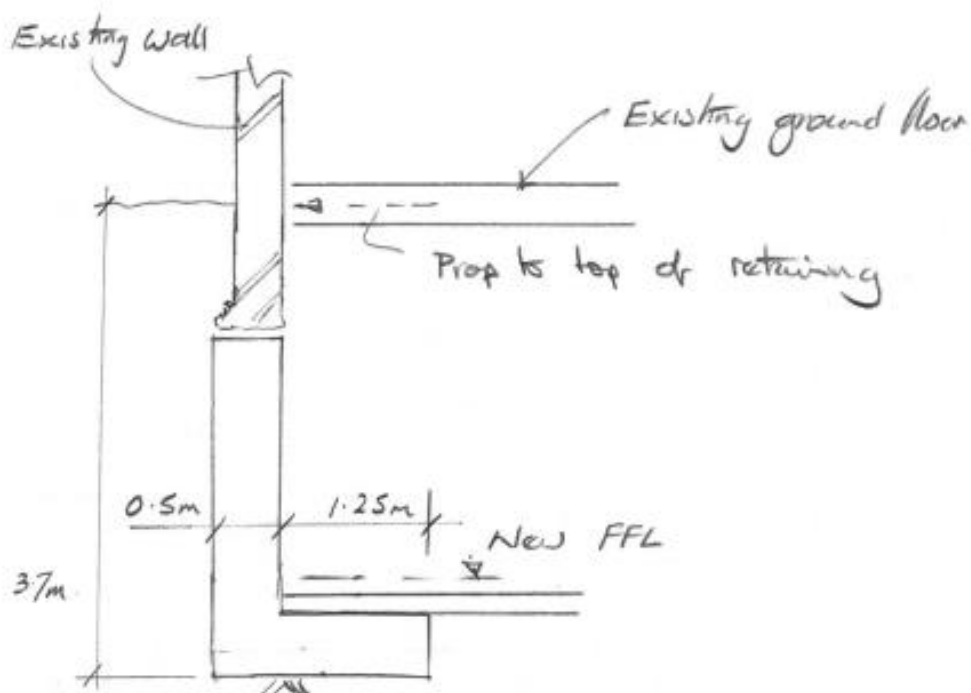 Existing wall
Existing ground floor
Prop to top of retaining
0.5m
1.25m
New FFL
3.7m